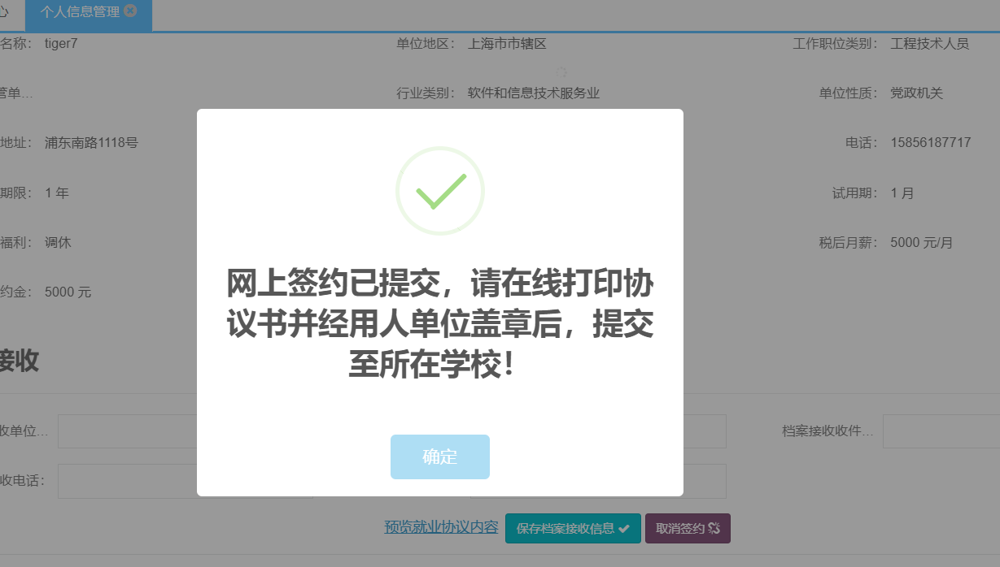 心 个人信息管理
名称： tiger7 单位地区： 上海市市辖区 工作职位类别： 工程技术人员
管单... 行业类别： 软件和信息技术服务业 单位性质： 党政机关
地址： 浦东南路1118号 电话： 15856187717
期限： 1 年 试用期： 1 月
福利： 调休 税后月薪： 5000 元/月
约金： 5000 元
网上签约已提交，请在线打印协
议书并经用人单位盖章后，提交
至所在学校！
接收
收单位... 档案接收收件...
确定
收电话：
预览就业协议内容 保存档案接收信息 取消签约